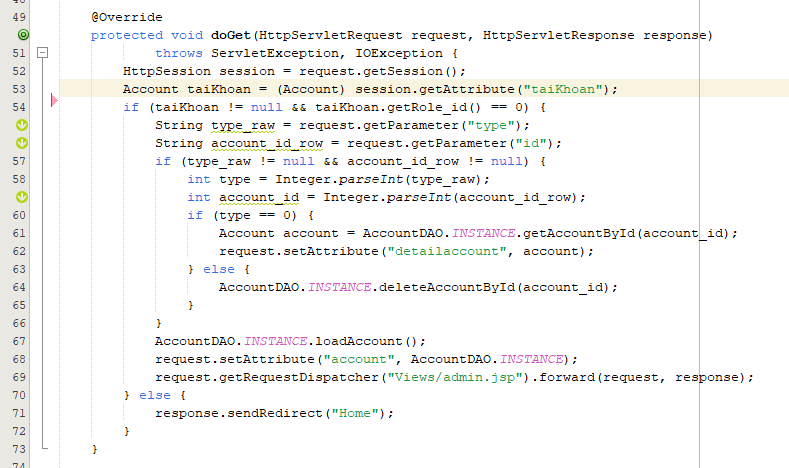 49 @Override
protected void doGet(HttpServletRequest request, HttpServletResponse response)
51 throws ServletException, IOException {
52 HttpSession session = request.getSession();
53 Account taiKhoan = (Account) session.getAttribute("taiKhoan");
54 if (taiKhoan != null && taiKhoan.getRole_id() == 0) {
String type_raw = request.getParameter("type");
String account_id_row = request.getParameter("id");
57 if (type_raw != null && account_id_row != null) {
58 int type = Integer.parseInt(type_raw);
int account_id = Integer.parseInt(account_id_row);
60 if (type == 0) {
61 Account account = AccountDAO.INSTANCE.getAccountById(account_id);
62 request.setAttribute("detailaccount", account);
63 } else {
64 AccountDAO.INSTANCE.deleteAccountById(account_id);
65 }
66 }
67 AccountDAO.INSTANCE.loadAccount();
68 request.setAttribute("account", AccountDAO.INSTANCE);
69 request.getRequestDispatcher("Views/admin.jsp").forward(request, response);
70 } else {
71 response.sendRedirect("Home");
72 }
73 }